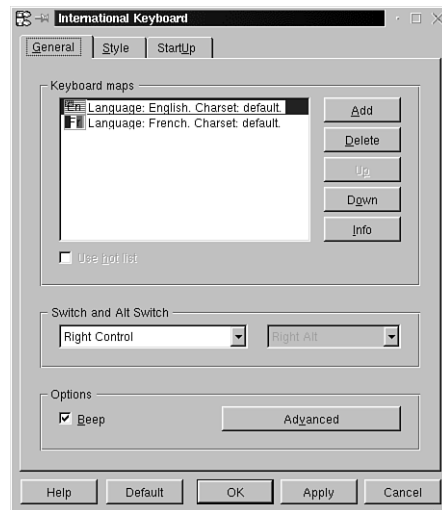 International Keyboard
General Style StartUp
Keyboard maps
En Language: English. Charset: default.
Fr Language: French. Charset: default.
Add
Delete
Up
Down
Info
Use hot list
Switch and Alt Switch
Right Control Right Alt
Options
Beep Advanced
Help Default OK Apply Cancel